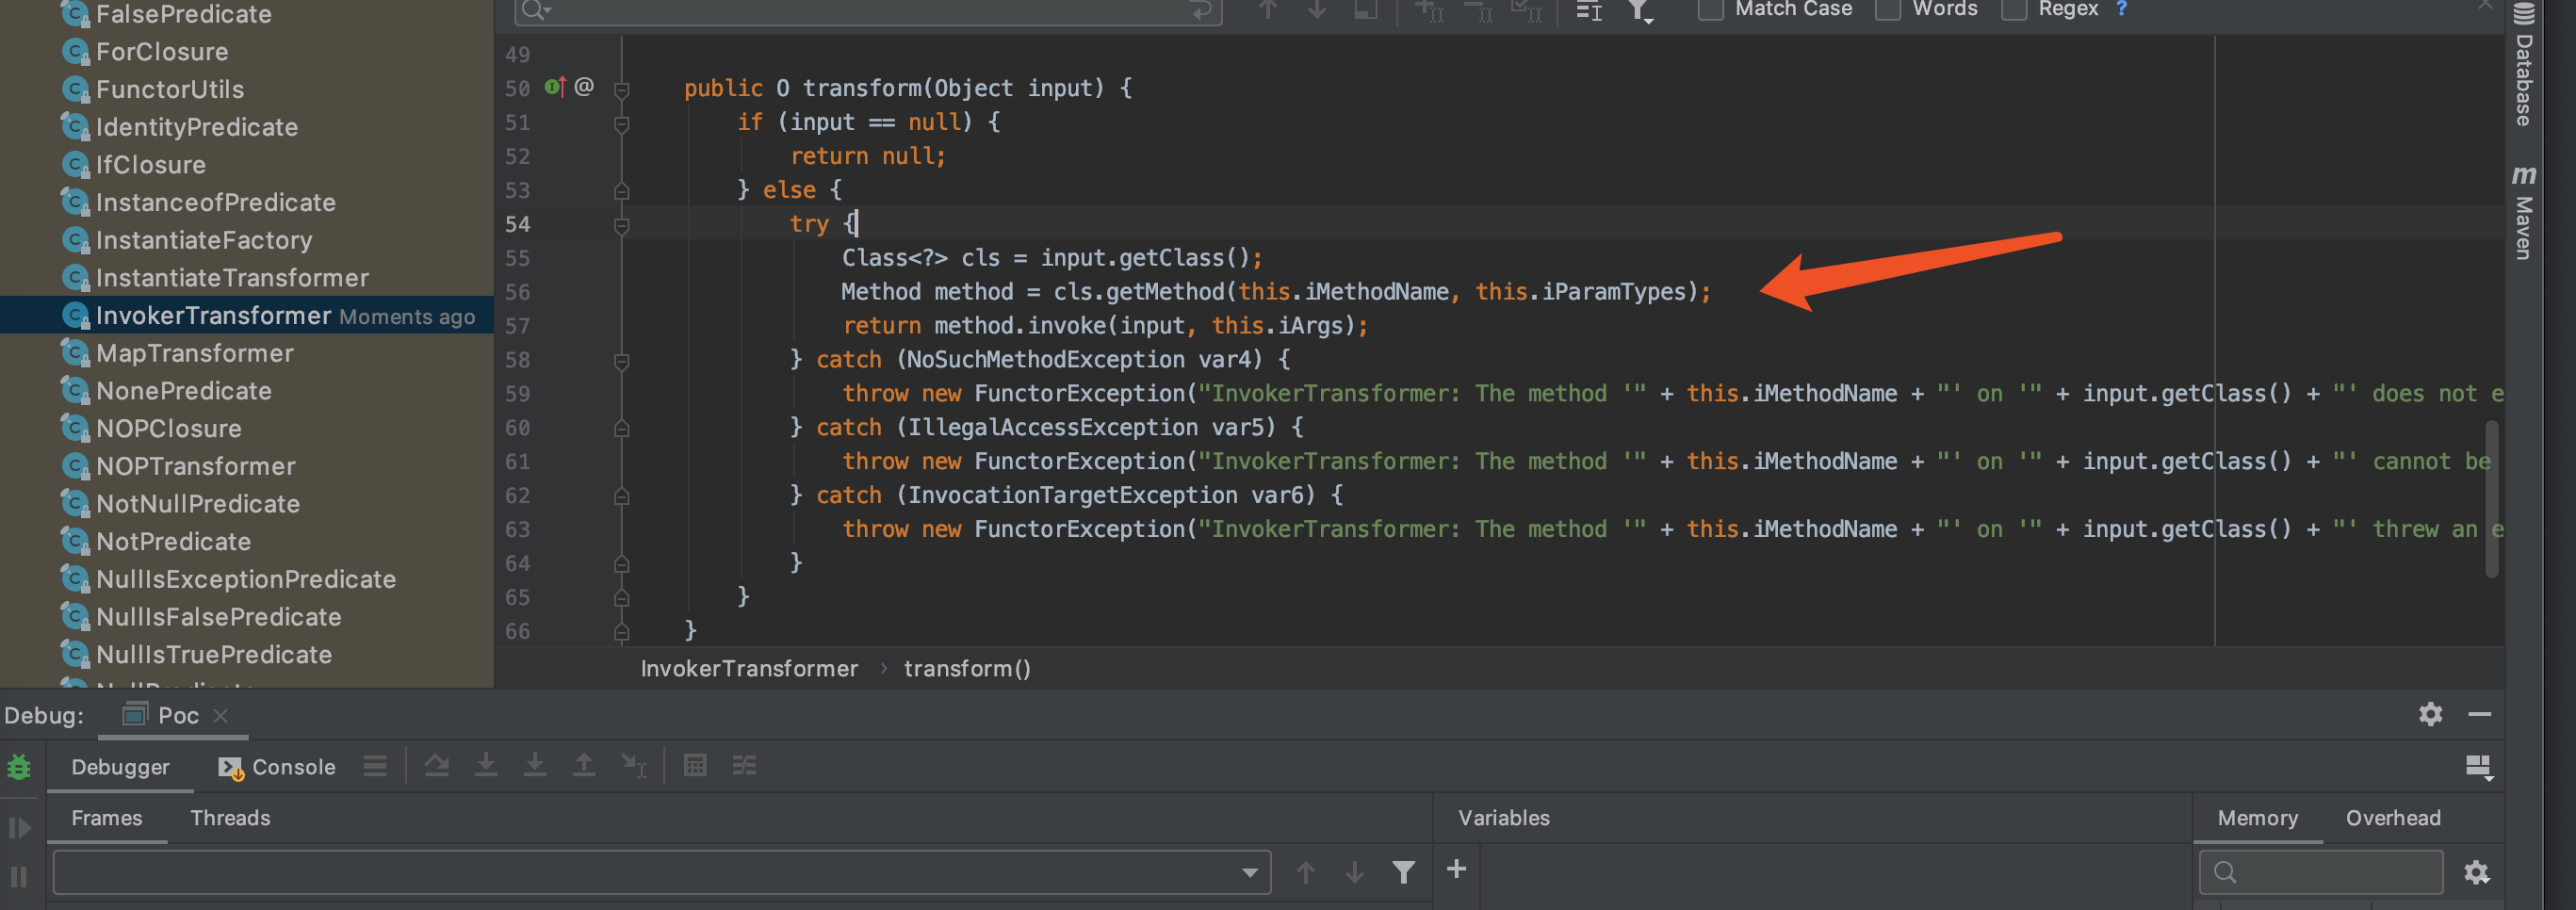 FalsePredicate
ForClosure
FunctorUtils
IdentityPredicate
IfClosure
InstanceofPredicate
InstantiateFactory
InstantiateTransformer
InvokerTransformer Moments ago
MapTransformer
NonePredicate
NOPClosure
NOPTransformer
NotNullPredicate
NotPredicate
NullIsExceptionPredicate
NullIsFalsePredicate
NullIsTruePredicate
Match Case Words Regex ?
49
50 @ public O transform(Object input) {
51 if (input == null) {
52 return null;
53 } else {
54 try {
55 Class<?> cls = input.getClass();
56 Method method = cls.getMethod(this.iMethodName, this.iParamTypes);
57 return method.invoke(input, this.iArgs);
58 } catch (NoSuchMethodException var4) {
59 throw new FunctorException("InvokerTransformer: The method '" + this.iMethodName + "' on '" + input.getClass() + "' does not e
60 } catch (IllegalAccessException var5) {
61 throw new FunctorException("InvokerTransformer: The method '" + this.iMethodName + "' on '" + input.getClass() + "' cannot be
62 } catch (InvocationTargetException var6) {
63 throw new FunctorException("InvokerTransformer: The method '" + this.iMethodName + "' on '" + input.getClass() + "' threw an e
64 }
65 }
66 }
InvokerTransformer › transform()
Database
m Maven
Debug: Poc
Debugger Console
Frames Threads
Variables
Memory Overhead